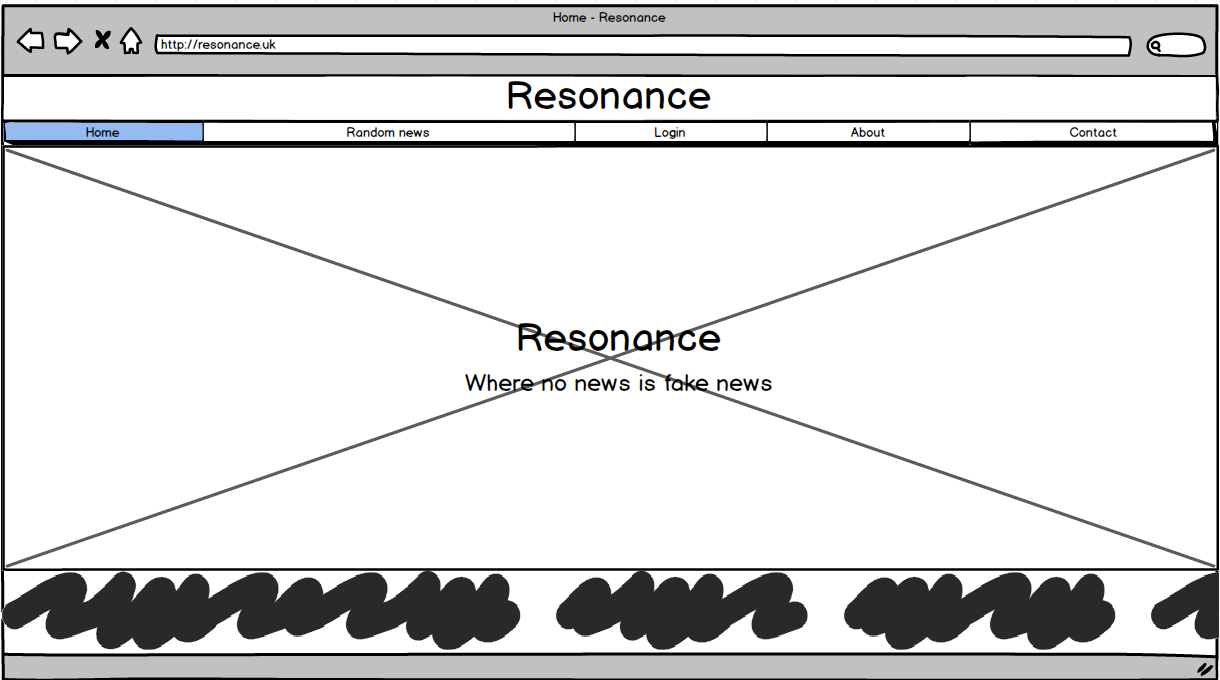 Home - Resonance
http://resonance.uk
Resonance
Home Random news Login About Contact
Resonance
Where no news is fake news